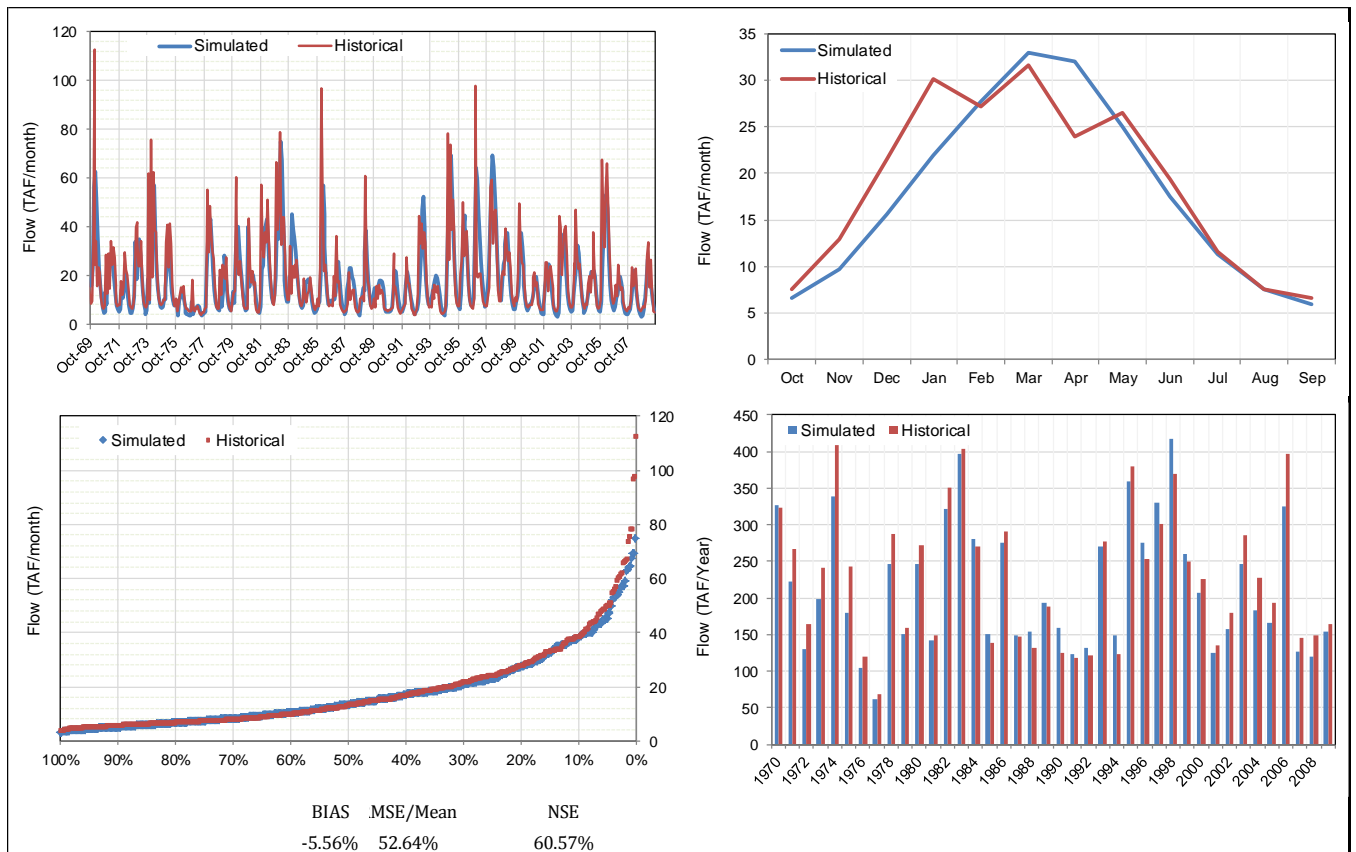 Simulated Historical
Flow (TAF/month)
120
100
80
60
40
20
0
Oct-69 Oct-71 Oct-73 Oct-75 Oct-77 Oct-79 Oct-81 Oct-83 Oct-85 Oct-87 Oct-89 Oct-91 Oct-93 Oct-95 Oct-97 Oct-99 Oct-01 Oct-03 Oct-05 Oct-07
Simulated
Historical
Flow (TAF/month)
35
30
25
20
15
10
5
0
Oct Nov Dec Jan Feb Mar Apr May Jun Jul Aug Sep
Simulated Historical
Flow (TAF/month)
120
100
80
60
40
20
0
100% 90% 80% 70% 60% 50% 40% 30% 20% 10% 0%
Simulated Historical
Flow (TAF/Year)
450
400
350
300
250
200
150
100
50
0
1970 1972 1974 1976 1978 1980 1982 1984 1986 1988 1990 1992 1994 1996 1998 2000 2002 2004 2006 2008
BIAS MSE/Mean NSE
-5.56% 52.64% 60.57%